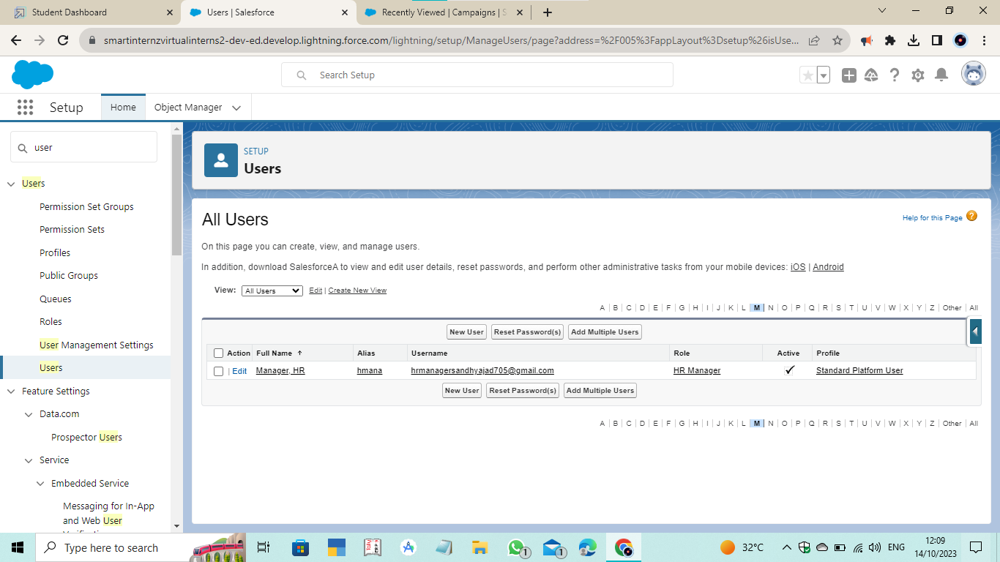 Student Dashboard
Users | Salesforce
Recently Viewed | Campaigns | S
smartinternzvirtualinterns2-dev-ed.develop.lightning.force.com/lightning/setup/ManageUsers/page?address=%2F005%3FappLayout%3Dsetup%26isUse...
Search Setup
Setup
Home
Object Manager
user
Users
Permission Set Groups
Permission Sets
Profiles
Public Groups
Queues
Roles
User Management Settings
Users
Feature Settings
Data.com
Prospector Users
Service
Embedded Service
Messaging for In-App
and Web User
SETUP
Users
All Users
Help for this Page ?
On this page you can create, view, and manage users.
In addition, download SalesforceA to view and edit user details, reset passwords, and perform other administrative tasks from your mobile devices: iOS | Android
View: All Users Edit | Create New View
A | B | C | D | E | F | G | H | I | J | K | L | M | N | O | P | Q | R | S | T | U | V | W | X | Y | Z | Other | All
New User Reset Password(s) Add Multiple Users
Action Full Name ↑ Alias Username Role Active Profile
| Edit Manager, HR hmana hrmanagersandhyajad705@gmail.com HR Manager ✓ Standard Platform User
New User Reset Password(s) Add Multiple Users
A | B | C | D | E | F | G | H | I | J | K | L | M | N | O | P | Q | R | S | T | U | V | W | X | Y | Z | Other | All
Type here to search
1
1
32°C
ENG
12:09
14/10/2023